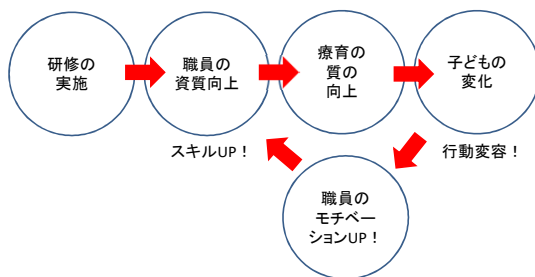 研修の
実施
職員の
資質向上
療育の
質の
向上
子どもの
変化
スキルUP！
行動変容！
職員の
モチベー
ションUP！